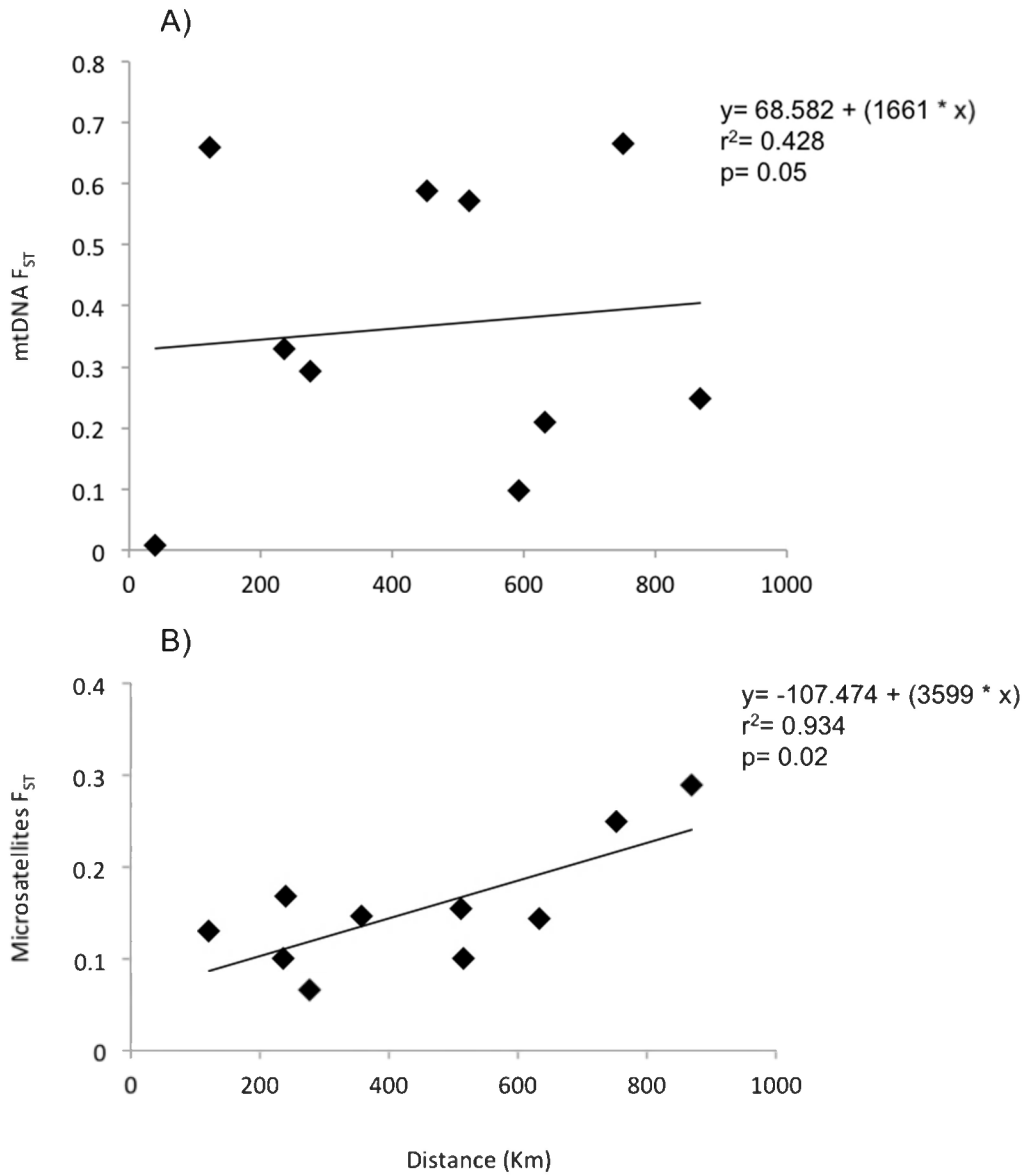 A)
0.8
0.7
0.6
0.5
0.4
0.3
0.2
0.1
0
mtDNA FST
y= 68.582 + (1661 * x)
r²= 0.428
p= 0.05
0 200 400 600 800 1000
B)
0.4
0.3
0.2
0.1
0
Microsatellites FST
y= -107.474 + (3599 * x)
r²= 0.934
p= 0.02
0 200 400 600 800 1000
Distance (Km)